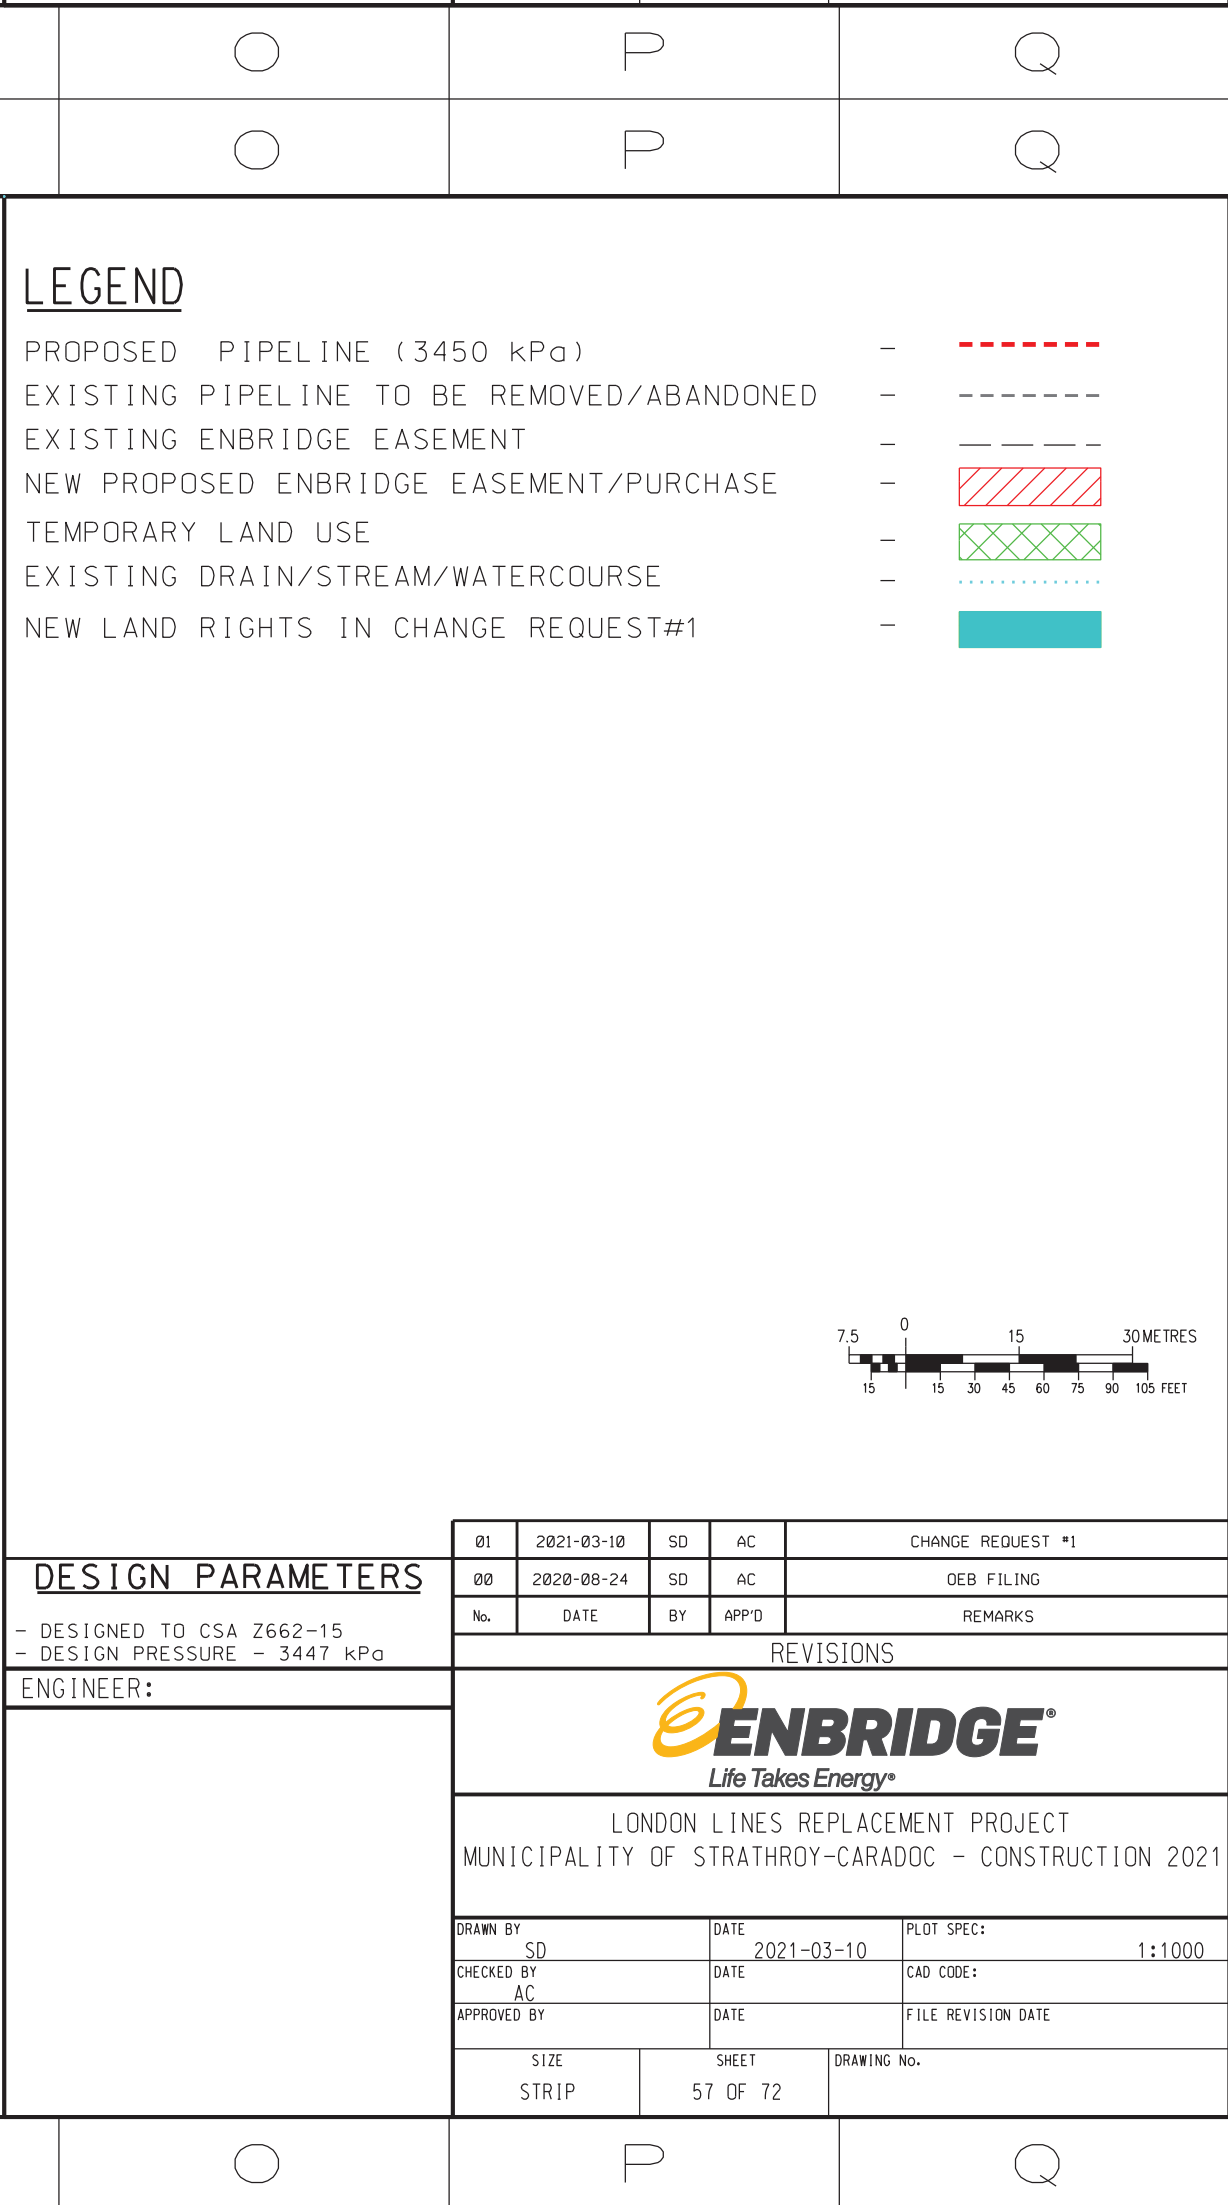 O P Q
O P Q
LEGEND
PROPOSED PIPELINE (3450 kPa) -
EXISTING PIPELINE TO BE REMOVED/ABANDONED -
EXISTING ENBRIDGE EASEMENT -
NEW PROPOSED ENBRIDGE EASEMENT/PURCHASE -
TEMPORARY LAND USE -
EXISTING DRAIN/STREAM/WATERCOURSE -
NEW LAND RIGHTS IN CHANGE REQUEST#1 -
7.5 0 15 30 METRES
15 15 30 45 60 75 90 105 FEET
01 2021-03-10 SD AC CHANGE REQUEST #1
00 2020-08-24 SD AC OEB FILING
No. DATE BY APP'D REMARKS
REVISIONS
DESIGN PARAMETERS
- DESIGNED TO CSA Z662-15
- DESIGN PRESSURE - 3447 kPa
ENGINEER:
ENBRIDGE®
Life Takes Energy®
LONDON LINES REPLACEMENT PROJECT
MUNICIPALITY OF STRATHROY-CARADOC - CONSTRUCTION 2021
DRAWN BY DATE PLOT SPEC:
SD 2021-03-10 1:1000
CHECKED BY DATE CAD CODE:
AC
APPROVED BY DATE FILE REVISION DATE
SIZE SHEET DRAWING No.
STRIP 57 OF 72
O P Q